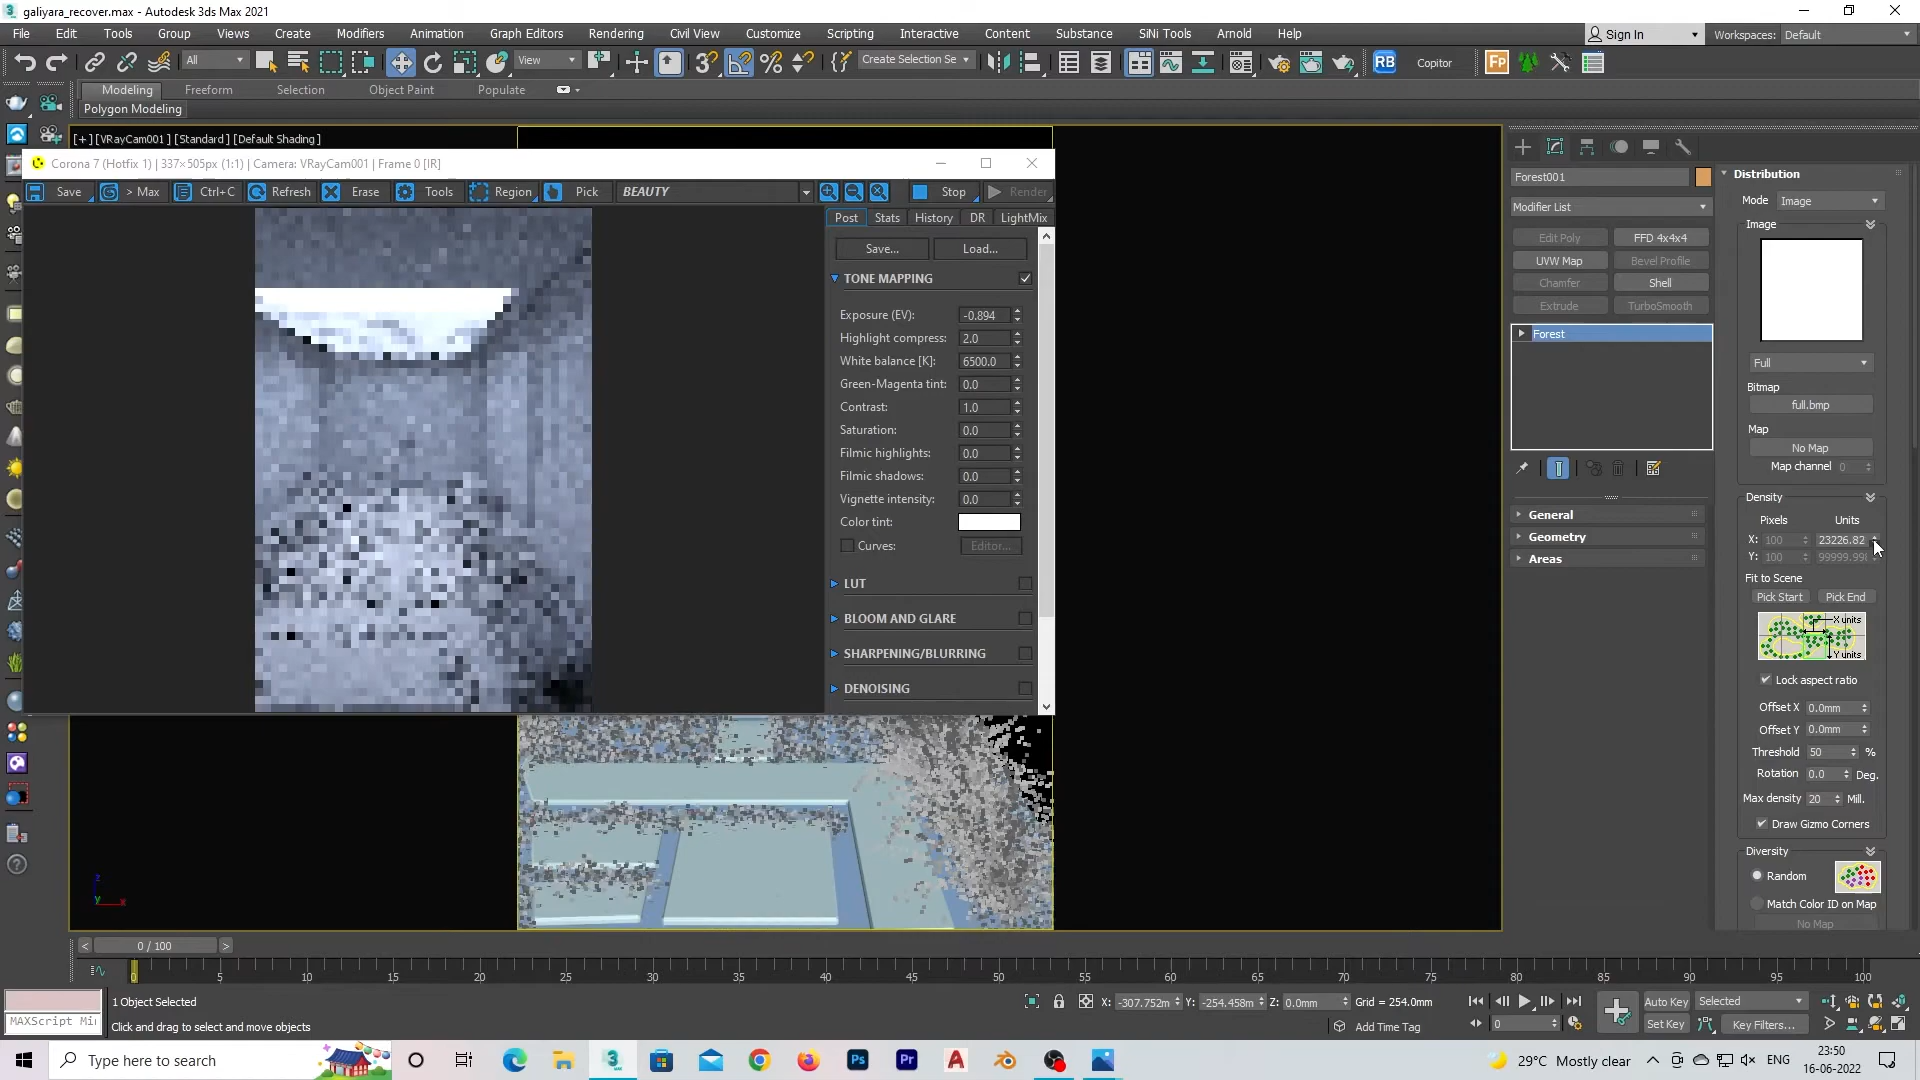 galiyara_recover.max - Autodesk 3ds Max 2021
File Edit Tools Group Views Create Modifiers Animation Graph Editors Rendering Civil View Customize Scripting Interactive Content Substance SiNi Tools Arnold Help Sign In Workspaces: Default
All View Create Selection Se RB Copitor FP
Modeling Freeform Selection Object Paint Populate
Polygon Modeling
[+] [VRayCam001] [Standard] [Default Shading]
Corona 7 (Hotfix 1) | 337×505px (1:1) | Camera: VRayCam001 | Frame 0 [IR]
Save > Max Ctrl+C Refresh Erase Tools Region Pick BEAUTY Stop Render
Post Stats History DR LightMix
Save... Load...
TONE MAPPING
Exposure (EV): -0.894
Highlight compress: 2.0
White balance [K]: 6500.0
Green-Magenta tint: 0.0
Contrast: 1.0
Saturation: 0.0
Filmic highlights: 0.0
Filmic shadows: 0.0
Vignette intensity: 0.0
Color tint:
Curves: Editor...
LUT
BLOOM AND GLARE
SHARPENING/BLURRING
DENOISING
Forest001
Modifier List
Edit Poly FFD 4x4x4
UVW Map Bevel Profile
Chamfer Shell
Extrude TurboSmooth
Forest
General
Geometry
Areas
Distribution
Mode Image
Image
Full
Bitmap
full.bmp
Map
No Map
Map channel 0
Density
Pixels Units
X: 100 23226.82
Y: 100 99999.99
Fit to Scene
Pick Start Pick End
X units
Y units
Lock aspect ratio
Offset X 0.0mm
Offset Y 0.0mm
Threshold 50 %
Rotation 0.0 Deg.
Max density 20 Mill.
Draw Gizmo Corners
Diversity
Random
Match Color ID on Map
No Map
z
y x
< 0 / 100 >
0 5 10 15 20 25 30 35 40 45 50 55 60 65 70 75 80 85 90 95 100
1 Object Selected X: -307.752m Y: -254.458m Z: 0.0mm Grid = 254.0mm Auto Key Selected
MAXScript Mi Click and drag to select and move objects Add Time Tag 0 Set Key Key Filters...
Type here to search Ps Pr 29°C Mostly clear ENG 23:50
16-06-2022